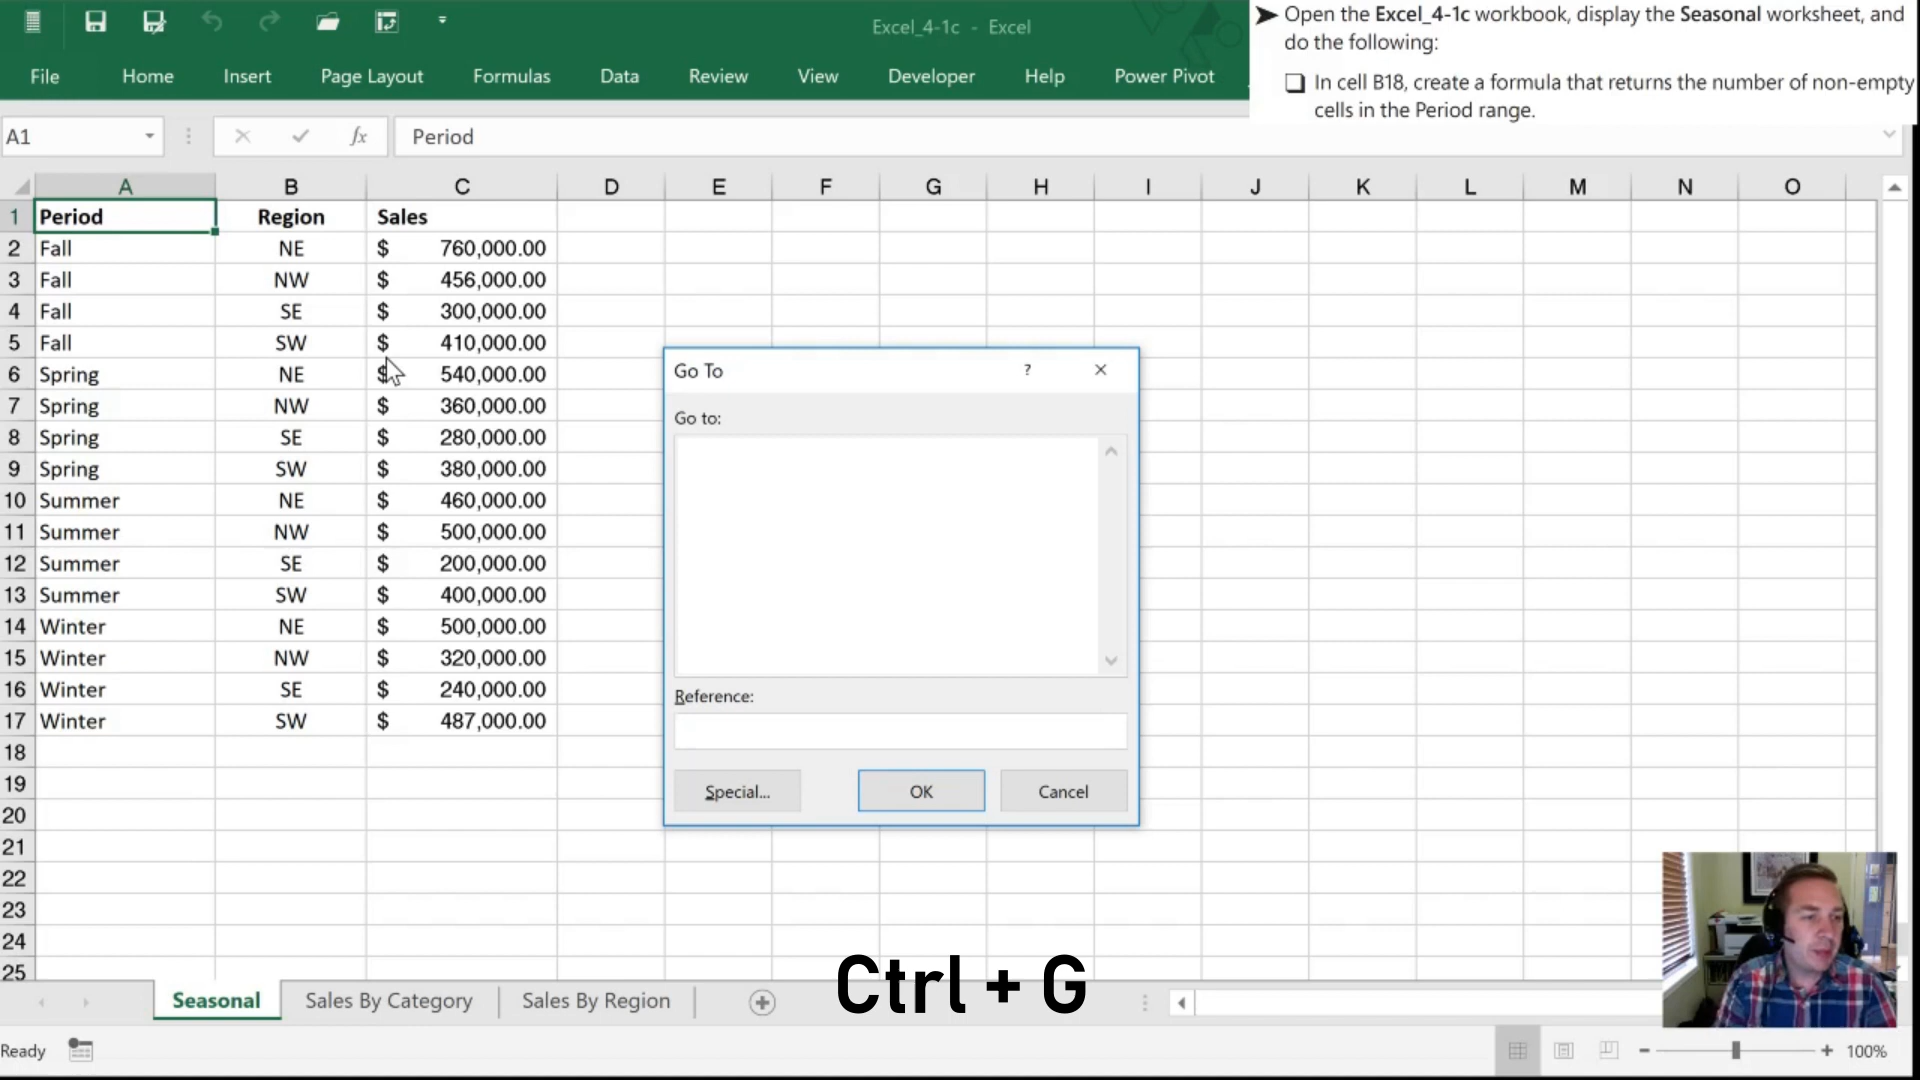 Excel_4-1c - Excel
➤ Open the Excel_4-1c workbook, display the Seasonal worksheet, and
do the following:
❑ In cell B18, create a formula that returns the number of non-empty
cells in the Period range.
File Home Insert Page Layout Formulas Data Review View Developer Help Power Pivot
A1 fx Period
A B C D E F G H I J K L M N O
1 Period Region Sales
2 Fall NE $ 760,000.00
3 Fall NW $ 456,000.00
4 Fall SE $ 300,000.00
5 Fall SW $ 410,000.00
6 Spring NE $ 540,000.00
7 Spring NW $ 360,000.00
8 Spring SE $ 280,000.00
9 Spring SW $ 380,000.00
10 Summer NE $ 460,000.00
11 Summer NW $ 500,000.00
12 Summer SE $ 200,000.00
13 Summer SW $ 400,000.00
14 Winter NE $ 500,000.00
15 Winter NW $ 320,000.00
16 Winter SE $ 240,000.00
17 Winter SW $ 487,000.00
18
19
20
21
22
23
24
25
Go To ?
Go to:
Reference:
Special... OK Cancel
Ctrl + G
Seasonal Sales By Category Sales By Region
Ready 100%